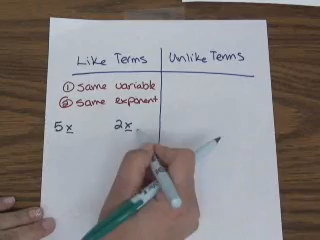 Like Terms Unlike Terms
① same variable
② same exponent
5x 2x